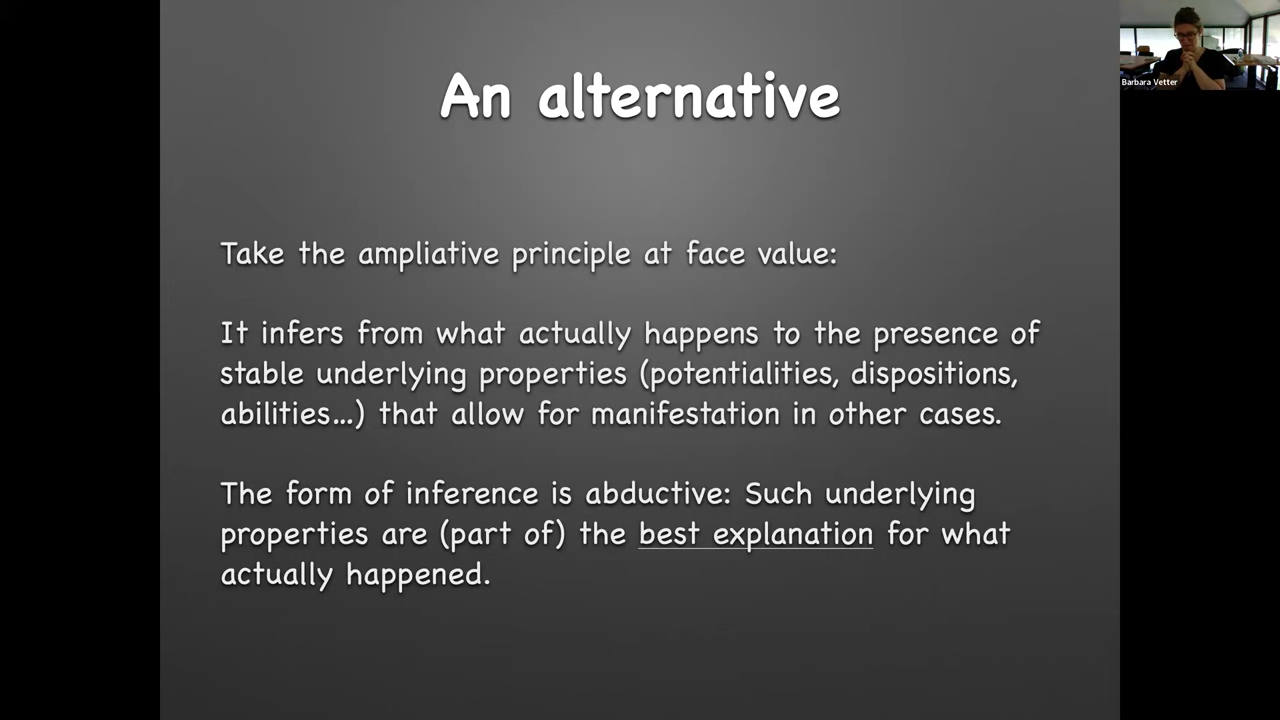 An alternative
Barbara Vetter
Take the ampliative principle at face value:
It infers from what actually happens to the presence of
stable underlying properties (potentialities, dispositions,
abilities...) that allow for manifestation in other cases.
The form of inference is abductive: Such underlying
properties are (part of) the best explanation for what
actually happened.